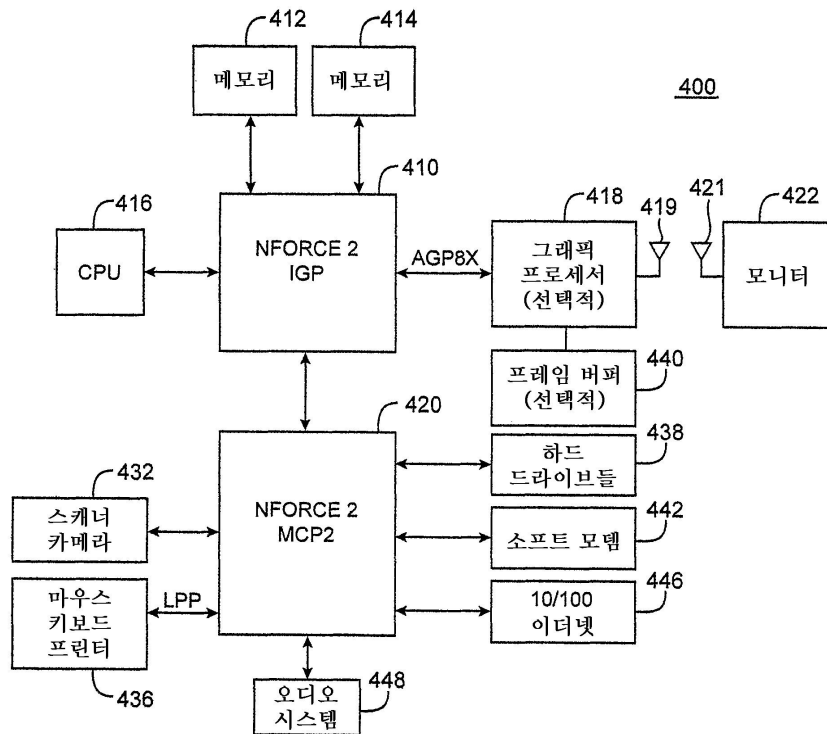 412
414
메모리
메모리
400
410
416
418
419
421
422
CPU
NFORCE 2
IGP
AGP8X
그래픽
프로세서
(선택적)
모니터
프레임 버퍼
(선택적)
440
420
438
하드
드라이브들
432
스캐너
카메라
NFORCE 2
MCP2
442
소프트 모뎀
446
마우스
키보드
프린터
LPP
10/100
이더넷
436
448
오디오
시스템